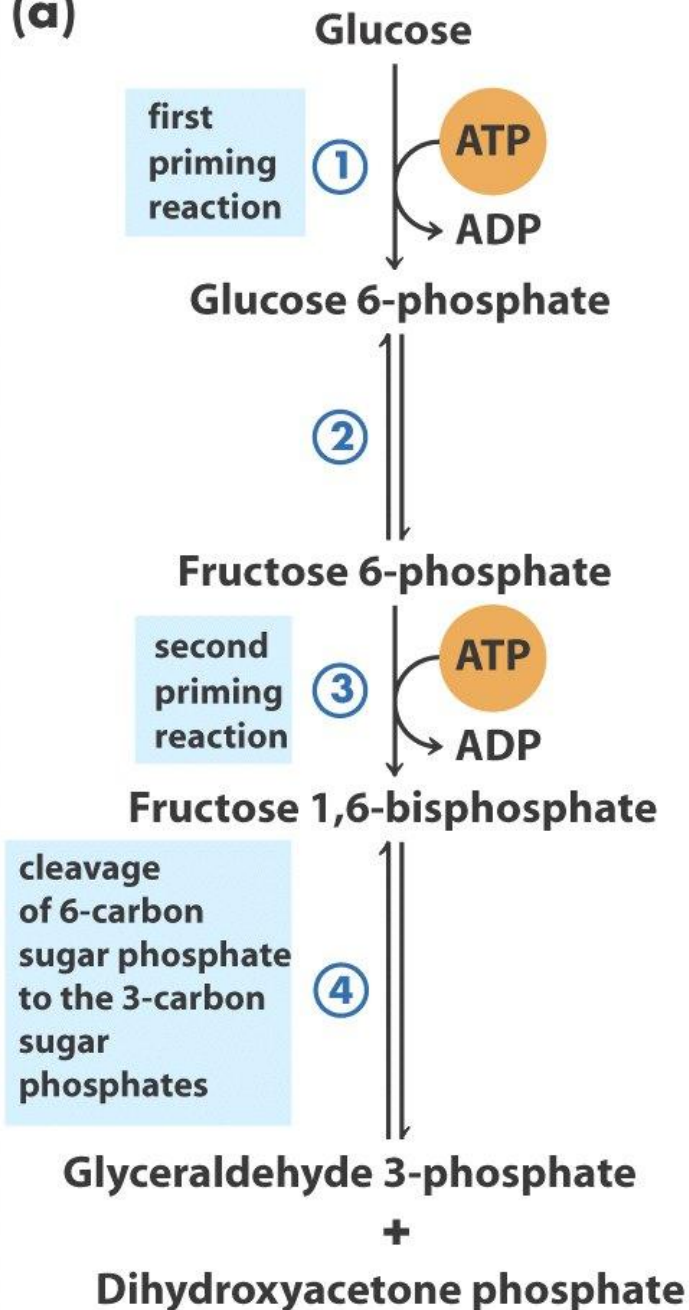 (a)
Glucose
first
priming
reaction
1
ATP
ADP
Glucose 6-phosphate
2
Fructose 6-phosphate
second
priming
reaction
3
ATP
ADP
Fructose 1,6-bisphosphate
cleavage
of 6-carbon
sugar phosphate
to the 3-carbon
sugar
phosphates
4
Glyceraldehyde 3-phosphate
+
Dihydroxyacetone phosphate